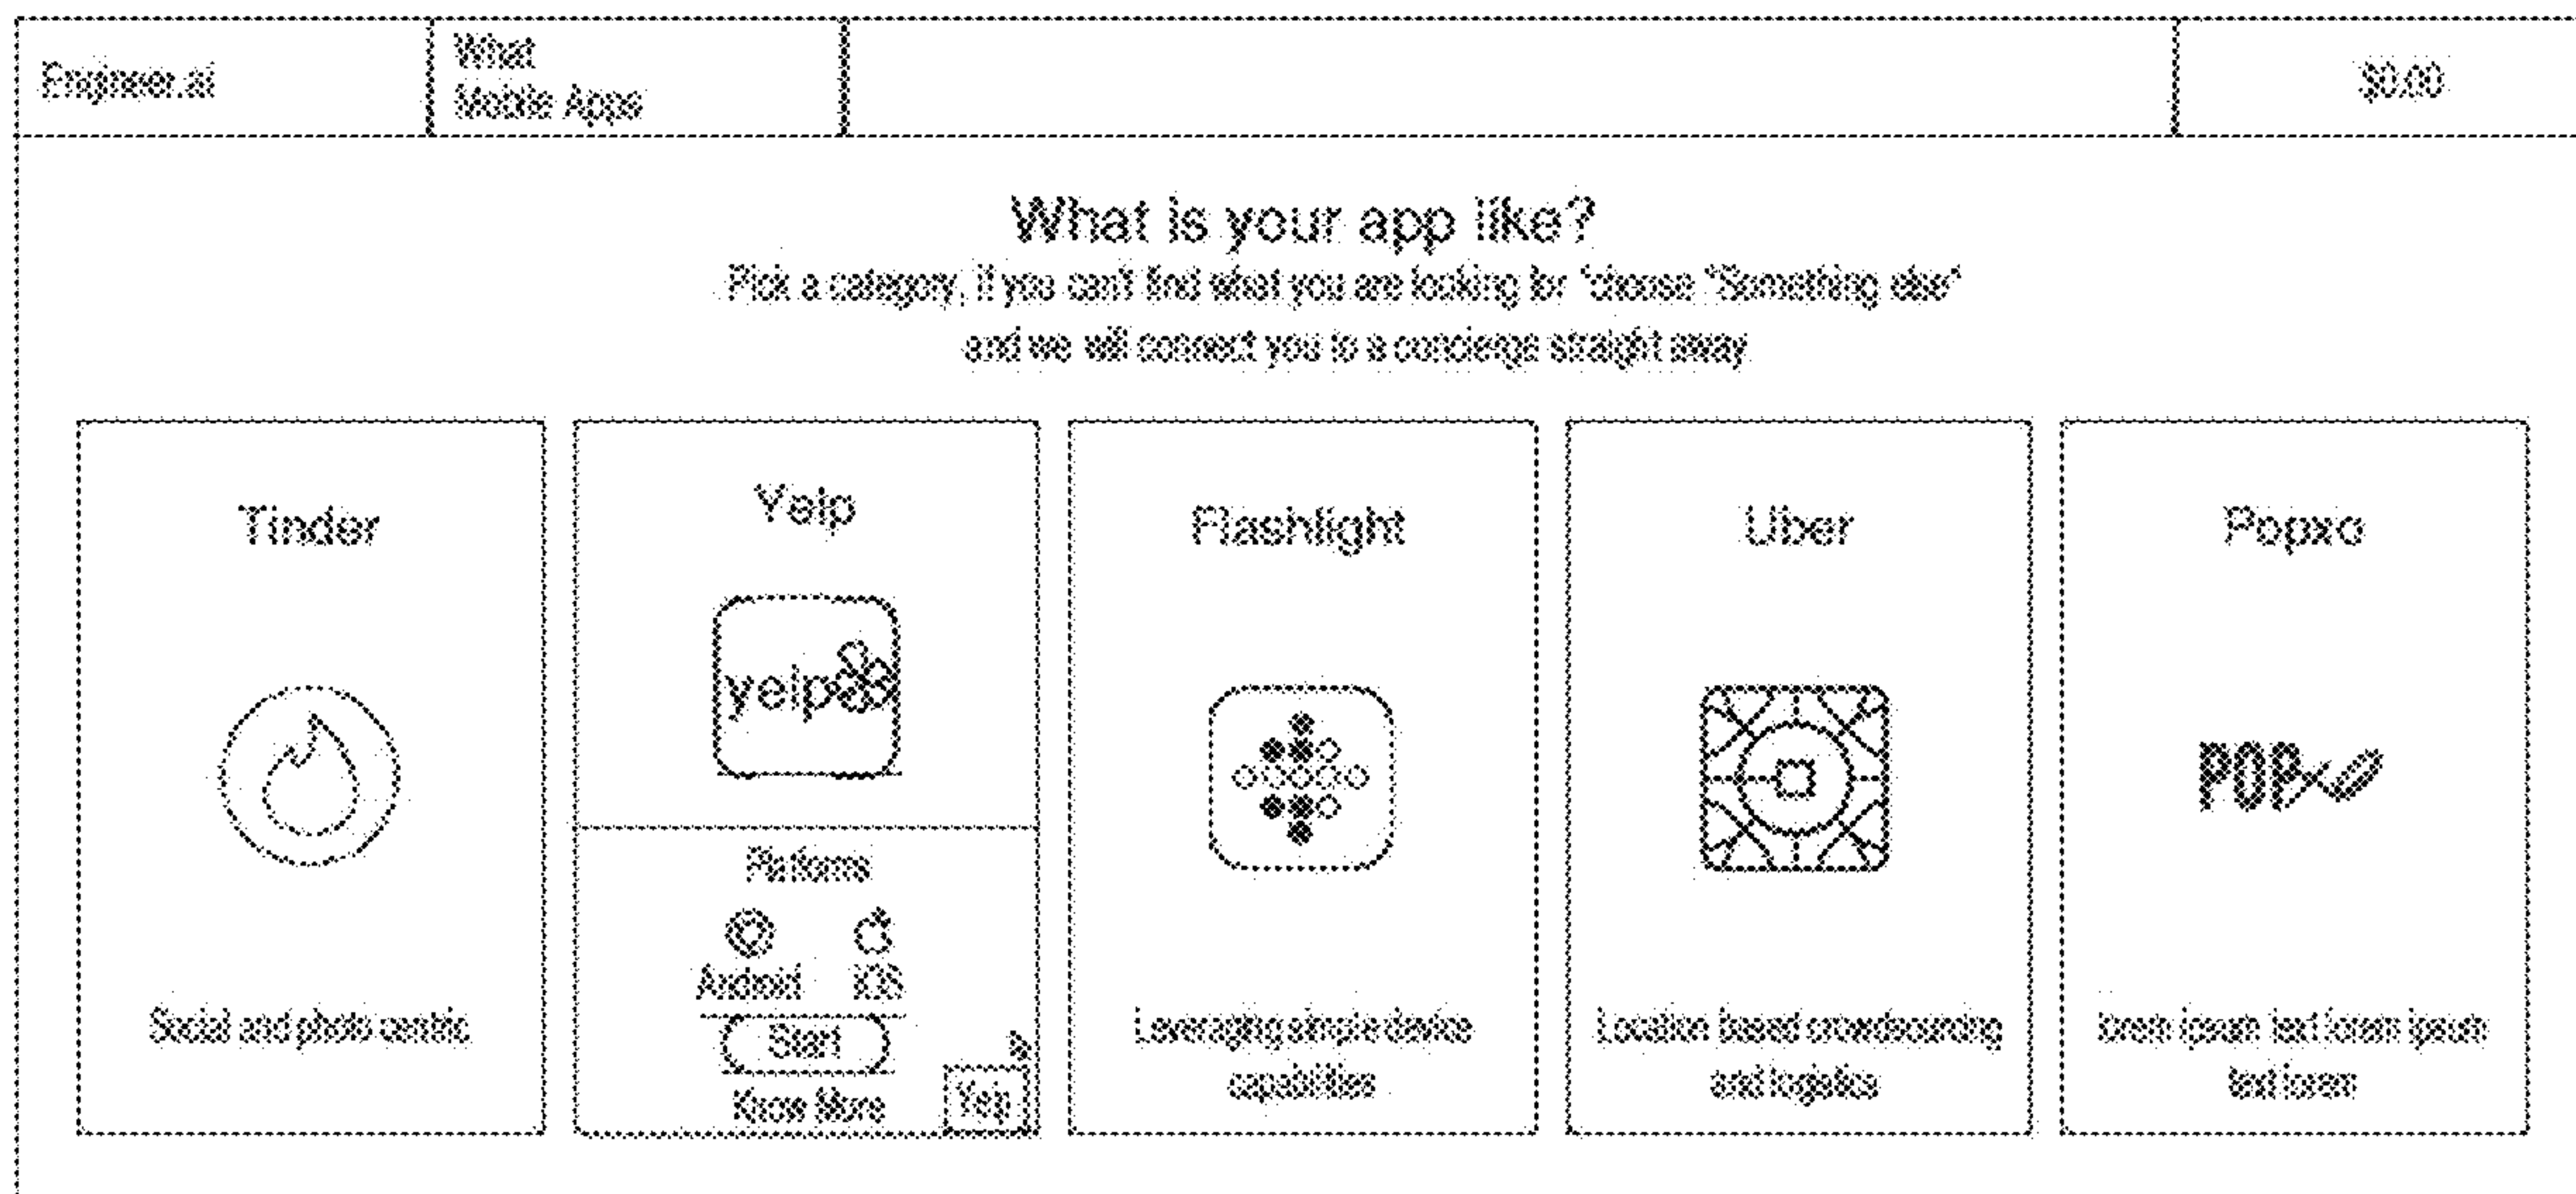 Engineer.ai
What
Mobile Apps
$0.00
What is your app like?
Pick a category, if you can't find what you are looking for "choose "Something else"
and we will connect you to a concierge straight away
Tinder
Social and photo centric
Yelp
yelp
Platforms
Android iOS
Start
Know More
Yelp
Flashlight
Leveraging simple device
capabilities
Uber
Location based crowdsourcing
and logistics
Popxo
POPxo
lorem ipsum text lorem ipsum
text lorem